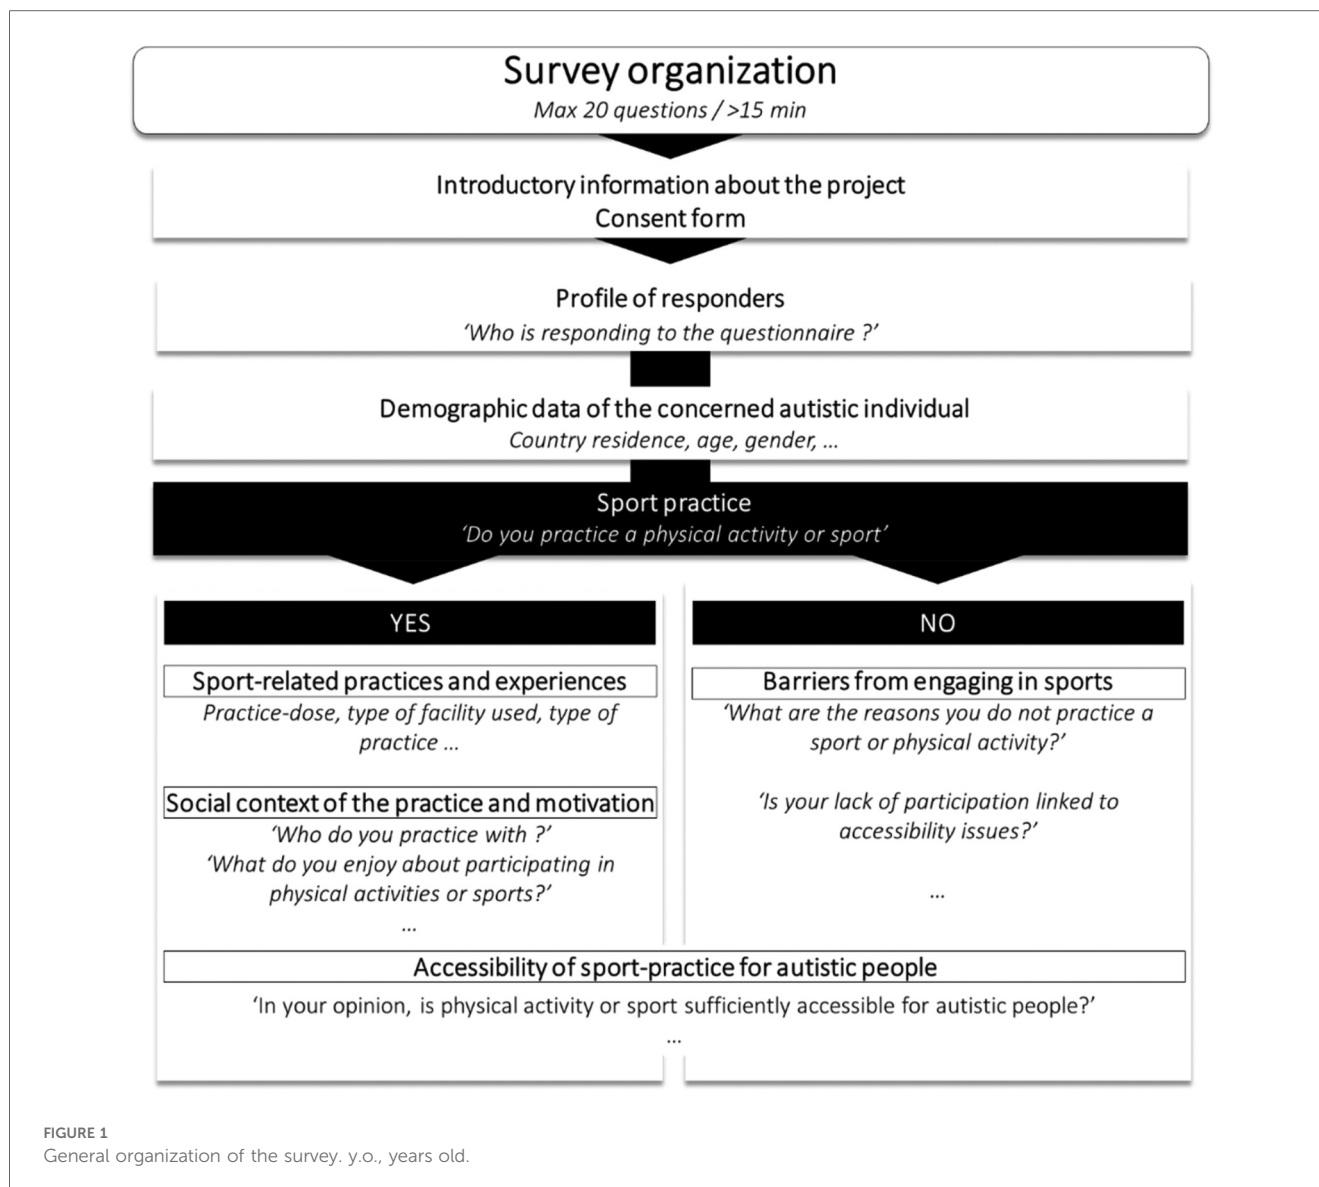 Survey organization
Max 20 questions / >15 min
Introductory information about the project
Consent form
Profile of responders
‘Who is responding to the questionnaire ?’
Demographic data of the concerned autistic individual
Country residence, age, gender, ...
Sport practice
‘Do you practice a physical activity or sport’
YES
Sport-related practices and experiences
Practice-dose, type of facility used, type of
practice ...
Social context of the practice and motivation
‘Who do you practice with ?’
‘What do you enjoy about participating in
physical activities or sports?’
...
NO
Barriers from engaging in sports
‘What are the reasons you do not practice a
sport or physical activity?’
‘Is your lack of participation linked to
accessibility issues?’
...
Accessibility of sport-practice for autistic people
‘In your opinion, is physical activity or sport sufficiently accessible for autistic people?’
...
FIGURE 1
General organization of the survey. y.o., years old.